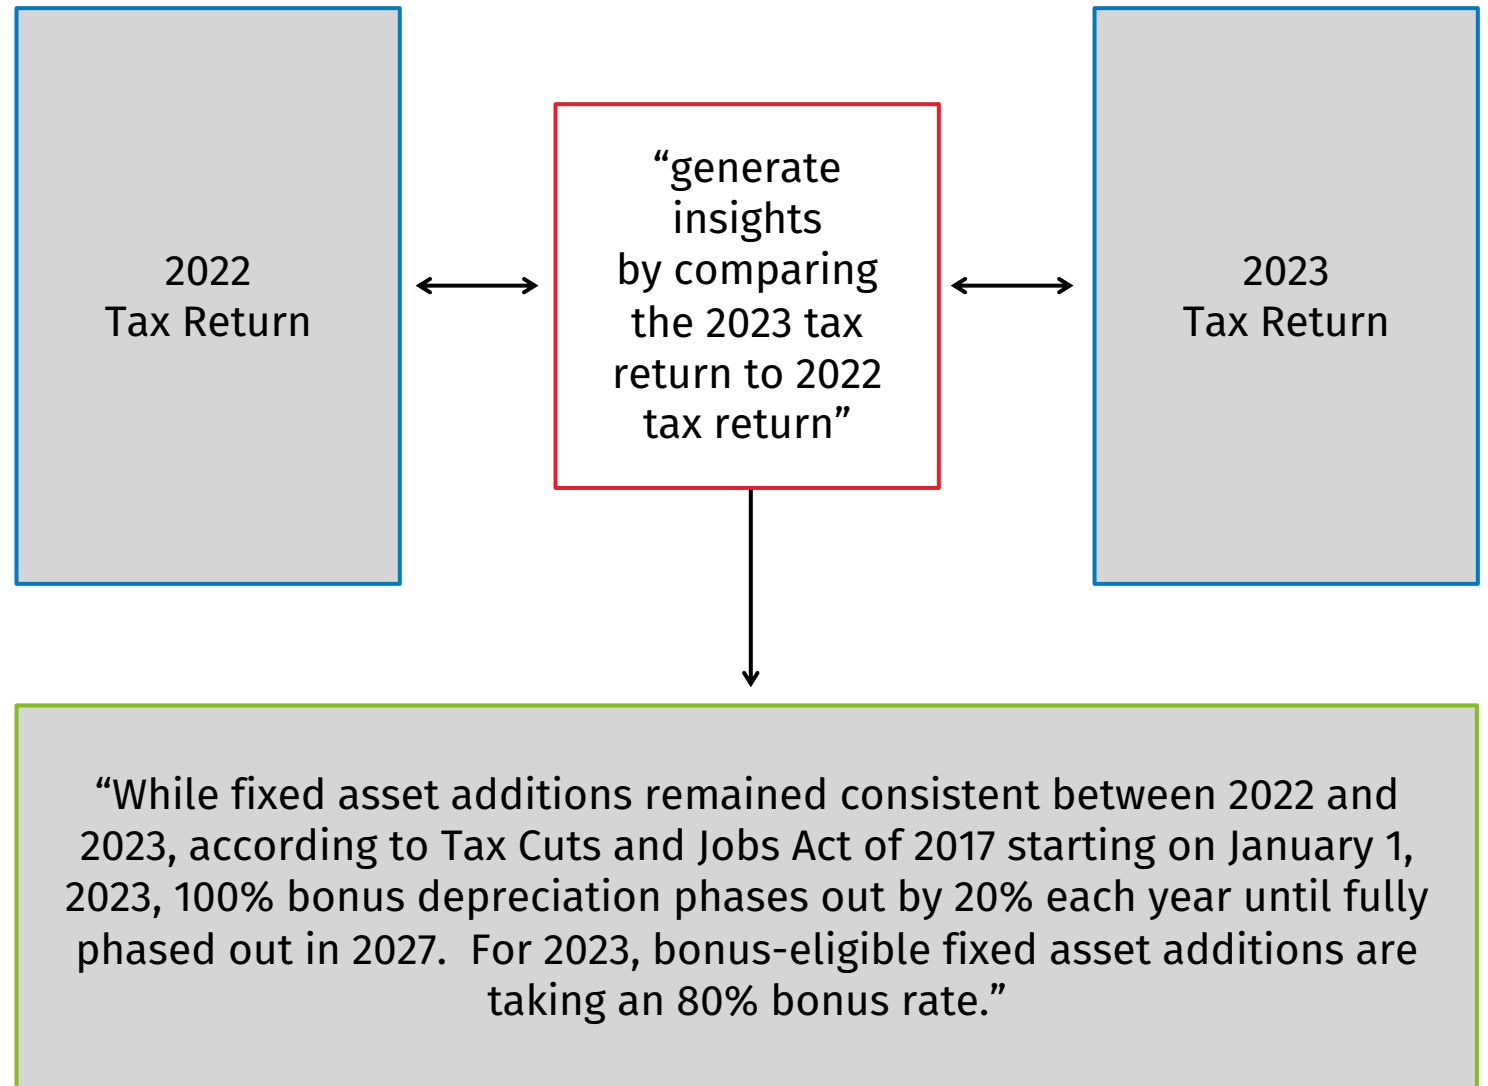 2022
Tax Return
“generate
insights
by comparing
the 2023 tax
return to 2022
tax return”
2023
Tax Return
“While fixed asset additions remained consistent between 2022 and
2023, according to Tax Cuts and Jobs Act of 2017 starting on January 1,
2023, 100% bonus depreciation phases out by 20% each year until fully
phased out in 2027.  For 2023, bonus-eligible fixed asset additions are
taking an 80% bonus rate.”